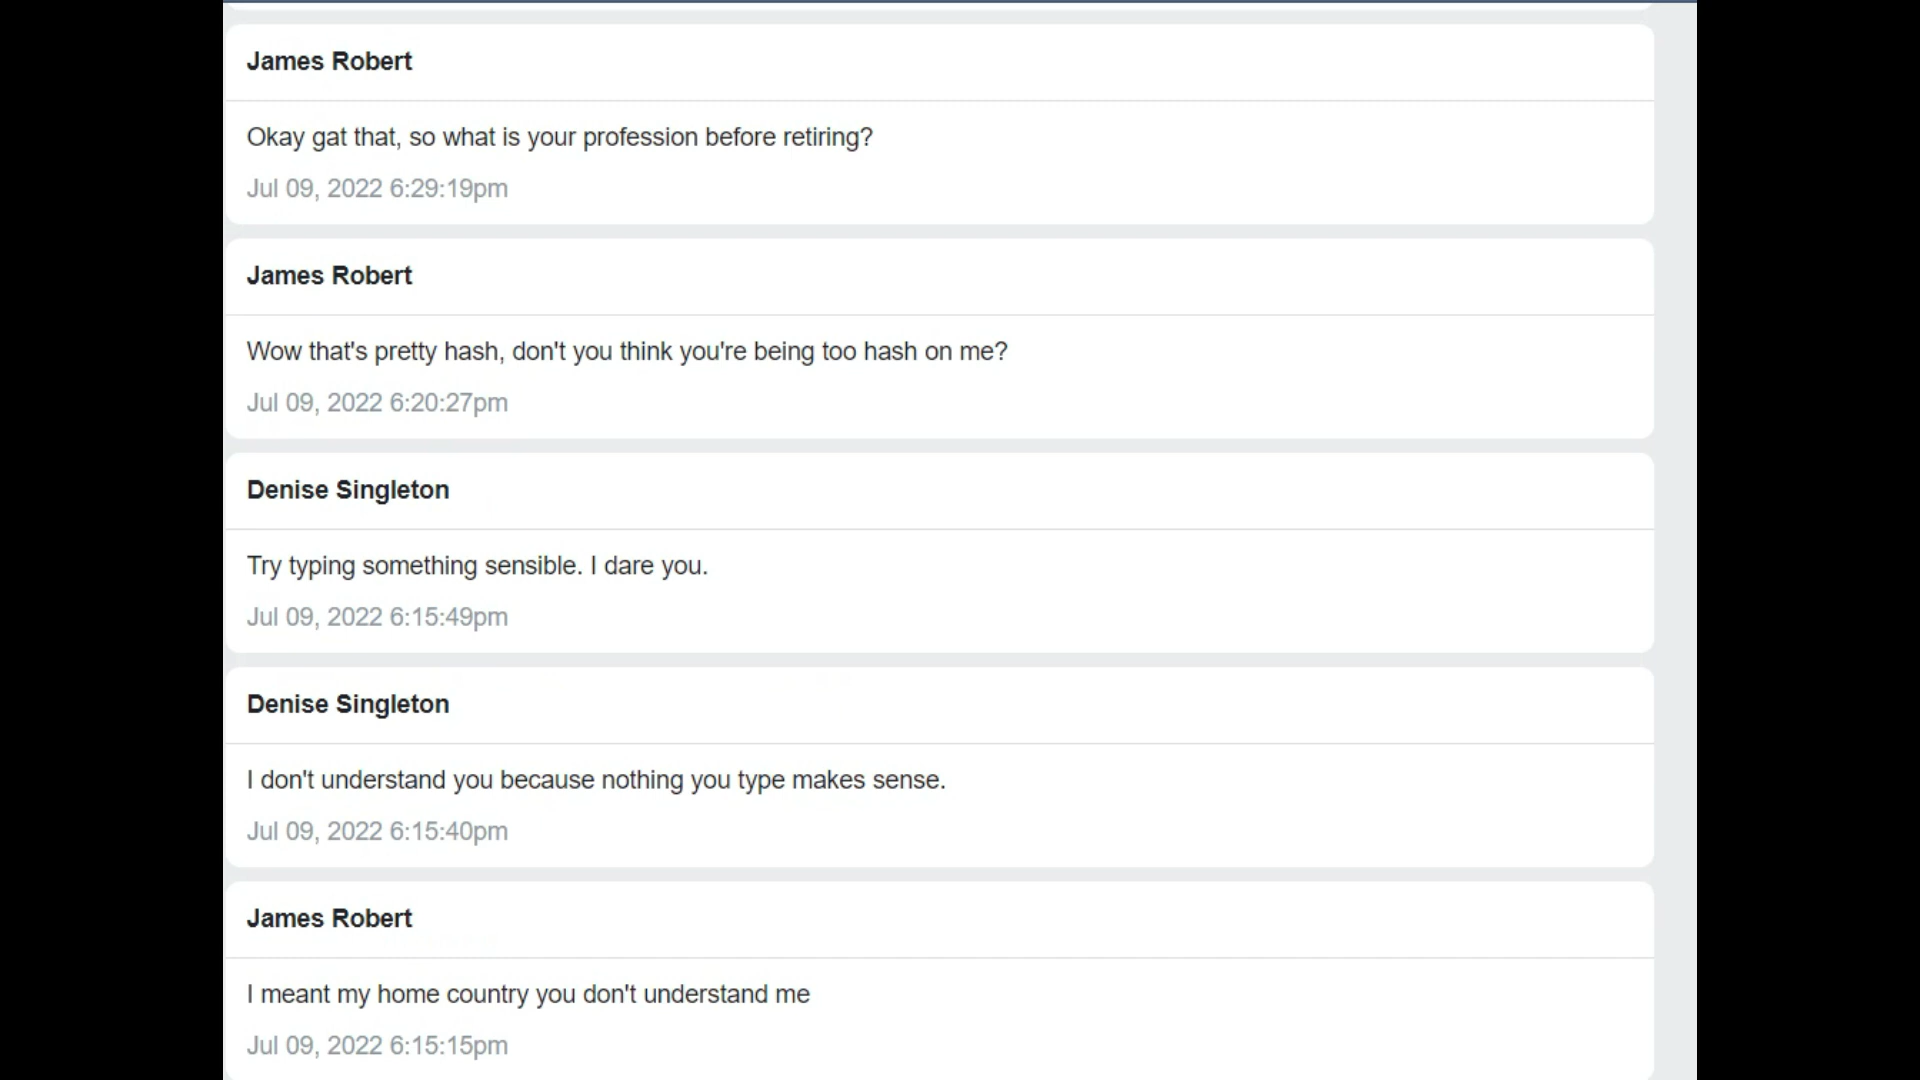 James Robert
Okay gat that, so what is your profession before retiring?
Jul 09, 2022 6:29:19pm
James Robert
Wow that's pretty hash, don't you think you're being too hash on me?
Jul 09, 2022 6:20:27pm
Denise Singleton
Try typing something sensible. I dare you.
Jul 09, 2022 6:15:49pm
Denise Singleton
I don't understand you because nothing you type makes sense.
Jul 09, 2022 6:15:40pm
James Robert
I meant my home country you don't understand me
Jul 09, 2022 6:15:15pm